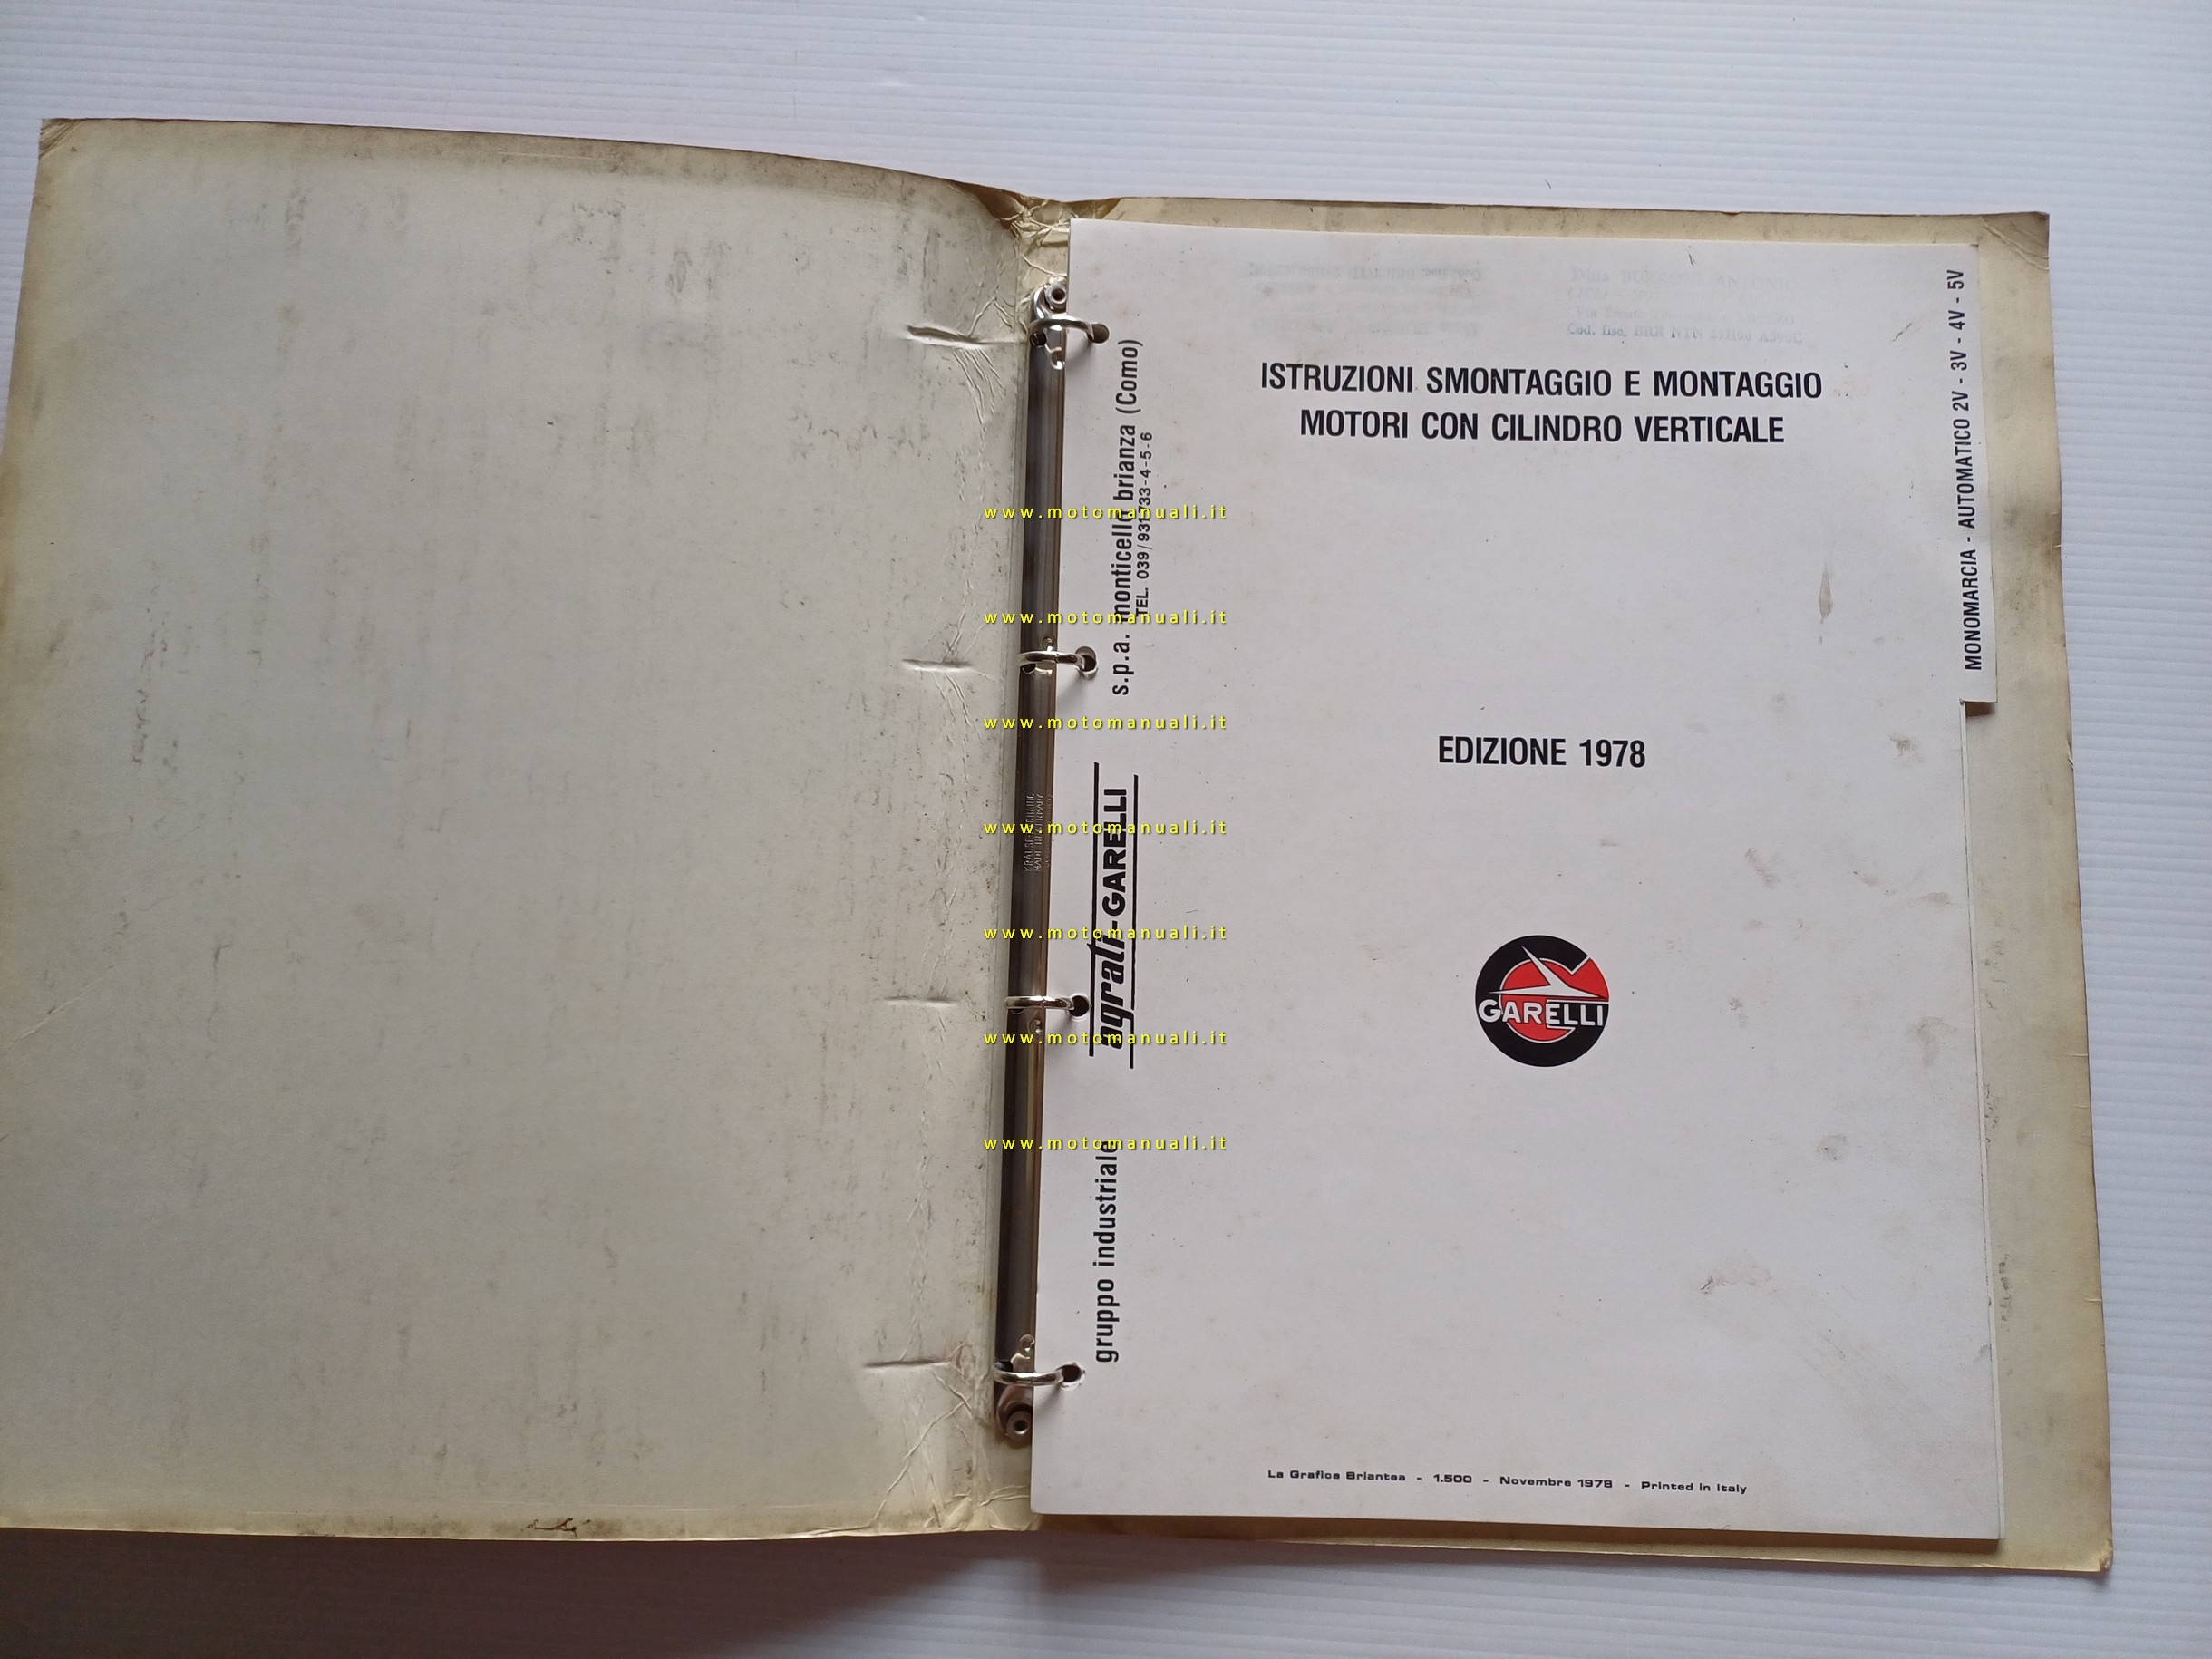 ISTRUZIONI SMONTAGGIO E MONTAGGIO
MOTORI CON CILINDRO VERTICALE
EDIZIONE 1978
GARELLI
La Grafica Briantea - 1.500 - Novembre 1978 - Printed in Italy
gruppo industriale agrati-GARELLI s.p.a. monticello brianza (Como)
TEL. 039/931733-4-5-6
MONOMARCIA - AUTOMATICO 2V - 3V - 4V - 5V
www.motomanuali.it
www.motomanuali.it
www.motomanuali.it
www.motomanuali.it
www.motomanuali.it
www.motomanuali.it
www.motomanuali.it